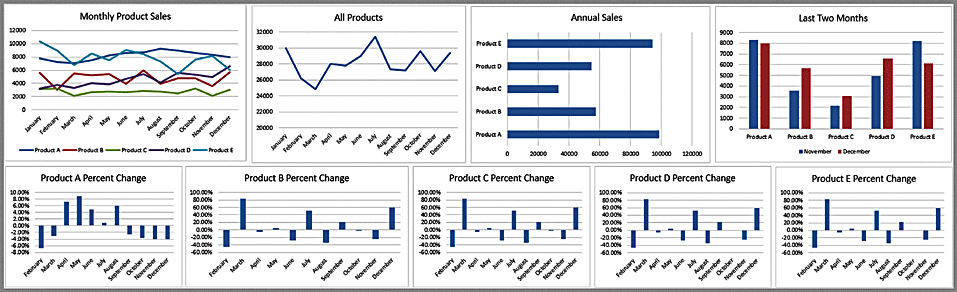 Monthly Product Sales
12000
10000
8000
6000
4000
2000
0
January
February
March
April
May
June
July
August
September
October
November
December
Product A Product B Product C Product D Product E
All Products
32000
30000
28000
26000
24000
22000
20000
January
February
March
April
May
June
July
August
September
October
November
December
Annual Sales
Product E
Product D
Product C
Product B
Product A
0 20000 40000 60000 80000 100000 120000
Last Two Months
9000
8000
7000
6000
5000
4000
3000
2000
1000
0
Product A Product B Product C Product D Product E
November December
Product A Percent Change
10.00%
8.00%
6.00%
4.00%
2.00%
0.00%
-2.00%
-4.00%
-6.00%
-8.00%
February
March
April
May
June
July
August
September
October
November
December
Product B Percent Change
100.00%
80.00%
60.00%
40.00%
20.00%
0.00%
-20.00%
-40.00%
-60.00%
February
March
April
May
June
July
August
September
October
November
December
Product C Percent Change
100.00%
80.00%
60.00%
40.00%
20.00%
0.00%
-20.00%
-40.00%
-60.00%
February
March
April
May
June
July
August
September
October
November
December
Product D Percent Change
100.00%
80.00%
60.00%
40.00%
20.00%
0.00%
-20.00%
-40.00%
-60.00%
February
March
April
May
June
July
August
September
October
November
December
Product E Percent Change
100.00%
80.00%
60.00%
40.00%
20.00%
0.00%
-20.00%
-40.00%
-60.00%
February
March
April
May
June
July
August
September
October
November
December